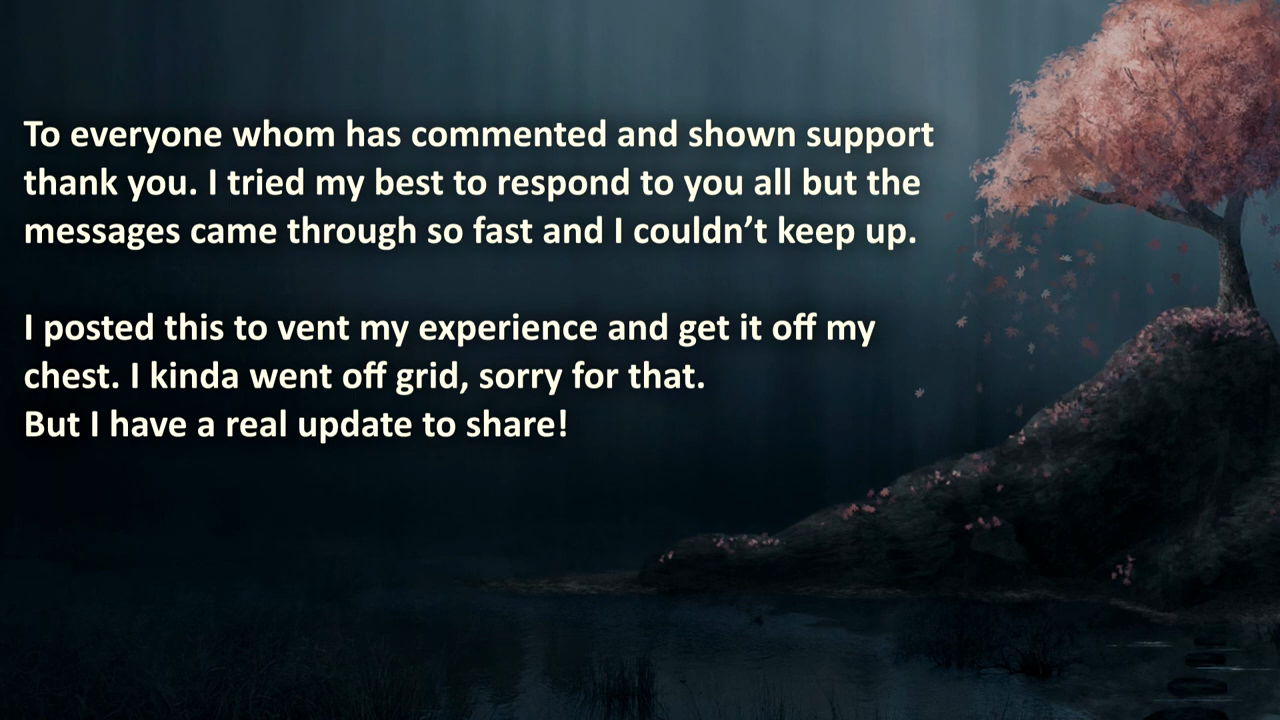 To everyone whom has commented and shown support
thank you. I tried my best to respond to you all but the
messages came through so fast and I couldn’t keep up.
I posted this to vent my experience and get it off my
chest. I kinda went off grid, sorry for that.
But I have a real update to share!